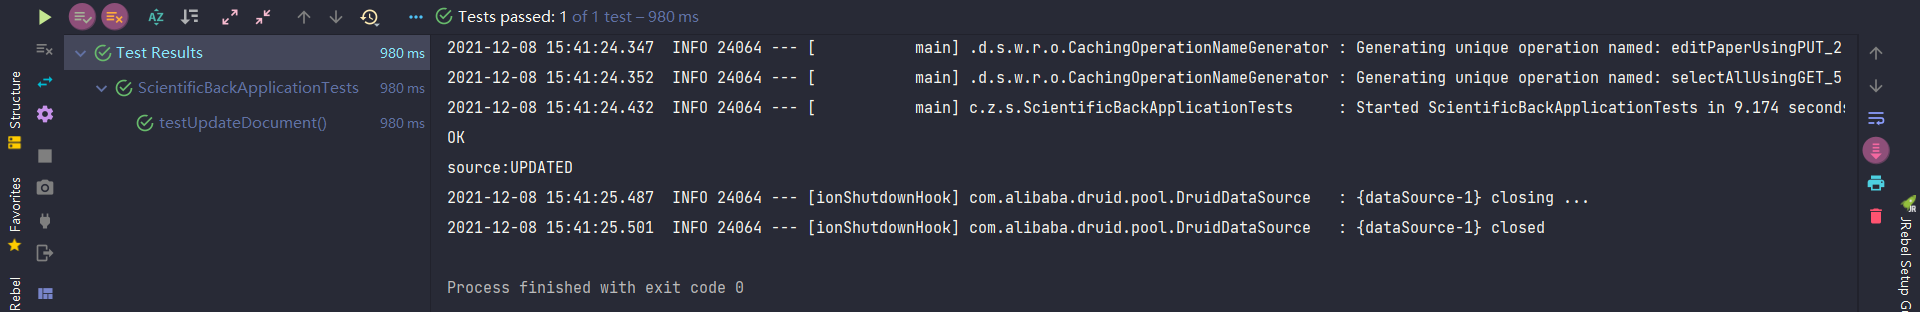 Tests passed: 1 of 1 test – 980 ms
Test Results 980 ms
ScientificBackApplicationTests 980 ms
testUpdateDocument() 980 ms
2021-12-08 15:41:24.347  INFO 24064 --- [           main] .d.s.w.r.o.CachingOperationNameGenerator : Generating unique operation named: editPaperUsingPUT_2
2021-12-08 15:41:24.352  INFO 24064 --- [           main] .d.s.w.r.o.CachingOperationNameGenerator : Generating unique operation named: selectAllUsingGET_5
2021-12-08 15:41:24.432  INFO 24064 --- [           main] c.z.s.ScientificBackApplicationTests     : Started ScientificBackApplicationTests in 9.174 seconds
OK
source:UPDATED
2021-12-08 15:41:25.487  INFO 24064 --- [ionShutdownHook] com.alibaba.druid.pool.DruidDataSource   : {dataSource-1} closing ...
2021-12-08 15:41:25.501  INFO 24064 --- [ionShutdownHook] com.alibaba.druid.pool.DruidDataSource   : {dataSource-1} closed
Process finished with exit code 0
Structure
Favorites
Rebel
JR
JRebel Setup